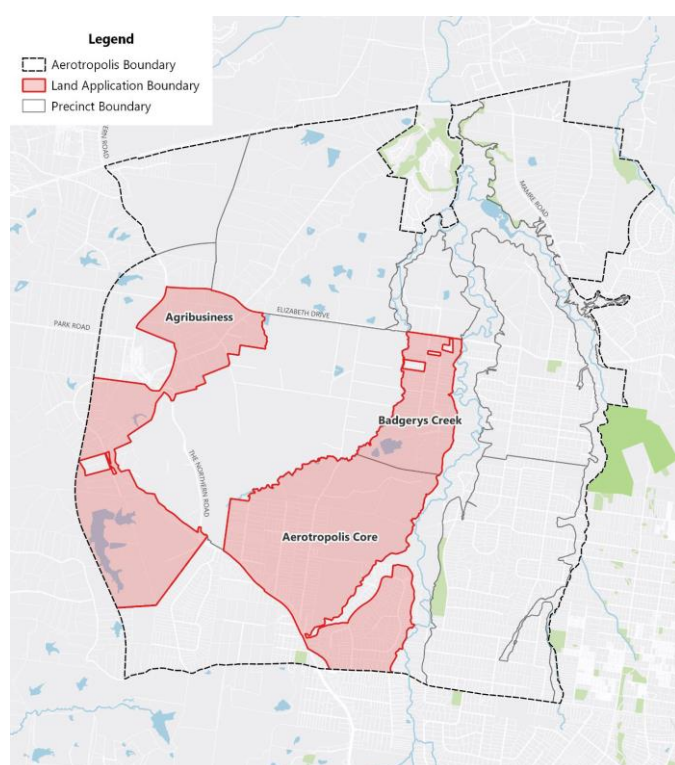 Legend
Aerotropolis Boundary
Land Application Boundary
Precinct Boundary
MAMRE ROAD
ELIZABETH DRIVE
Agribusiness
PARK ROAD
Badgerys Creek
THE NORTHERN ROAD
Aerotropolis Core